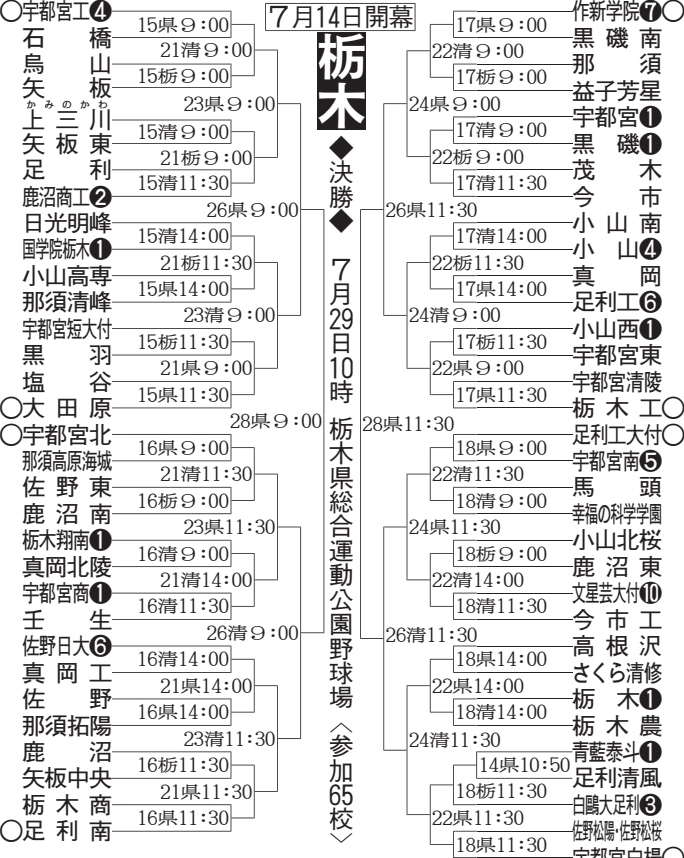 7月14日開幕
栃木
◆決勝◆ 7月29日10時 栃木県総合運動公園野球場 〈参加65校〉
○宇都宮工❹
石橋
烏山
矢板
かみのかわ
上三川
矢板東
足利
鹿沼商工❷
日光明峰
国学院栃木❶
小山高専
那須清峰
宇都宮短大付
黒羽
塩谷
○大田原
○宇都宮北
那須高原海城
佐野東
鹿沼南
栃木翔南❶
真岡北陵
宇都宮商❶
壬生
佐野日大❻
真岡工
佐野
那須拓陽
鹿沼
矢板中央
栃木商
○足利南
15県9:00
21清9:00
15栃9:00
23県9:00
15清9:00
21栃9:00
15清11:30
26県9:00
15清14:00
21栃11:30
15県14:00
23清9:00
15栃11:30
21県9:00
15県11:30
28県9:00
16県9:00
21清11:30
16栃9:00
23県11:30
16清9:00
21清14:00
16清11:30
26清9:00
16清14:00
21県14:00
16県14:00
23清11:30
16栃11:30
21県11:30
16県11:30
17県9:00
22清9:00
17栃9:00
24県9:00
17清9:00
22栃9:00
17清11:30
26県11:30
17清14:00
22栃11:30
17県14:00
24清9:00
17栃11:30
22県9:00
17県11:30
28県11:30
18県9:00
22清11:30
18清9:00
24県11:30
18栃9:00
22清14:00
18清11:30
26清11:30
18県14:00
22県14:00
18清14:00
24清11:30
14県10:50
18栃11:30
22県11:30
18県11:30
作新学院❼○
黒磯南
那須
益子芳星
宇都宮❶
黒磯❶
茂木
今市
小山南
小山❹
真岡
足利工❻
小山西❶
宇都宮東
宇都宮清陵
栃木工○
足利工大付○
宇都宮南❺
馬頭
幸福の科学学園
小山北桜
鹿沼東
文星芸大付❿
今市工
高根沢
さくら清修
栃木❶
栃木農
青藍泰斗❶
足利清風
白鷗大足利❸
佐野松陽・佐野松桜
宇都宮白楊○